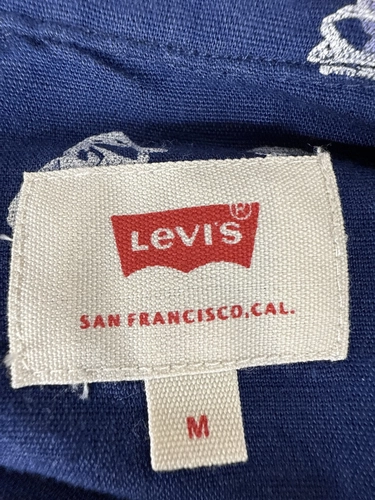 LEVI'S®
SAN FRANCISCO, CAL.
M